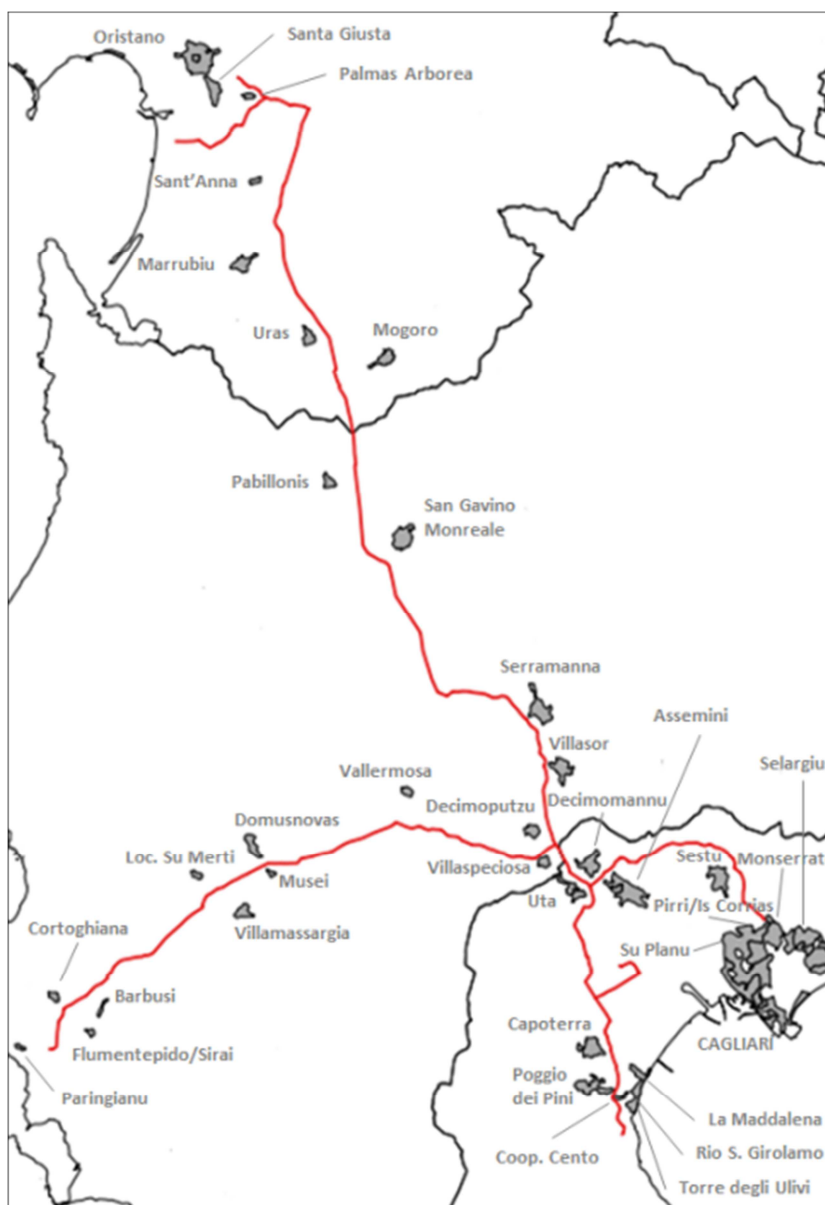 Oristano
Santa Giusta
Palmas Arborea
Sant'Anna
Marrubiu
Uras
Mogoro
Pabillonis
San Gavino
Monreale
Serramanna
Assemini
Villasor
Selargiu
Vallermosa
Decimoputzu
Decimomannu
Domusnovas
Loc. Su Merti
Villaspeciosa
Sestu
Monserrat
Musei
Uta
Pirri/Is Corrias
Villamassargia
Cortoghiana
Su Planu
Barbusi
Capoterra
CAGLIARI
Flumentepido/Sirai
Poggio
dei Pini
Paringianu
La Maddalena
Coop. Cento
Rio S. Girolamo
Torre degli Ulivi